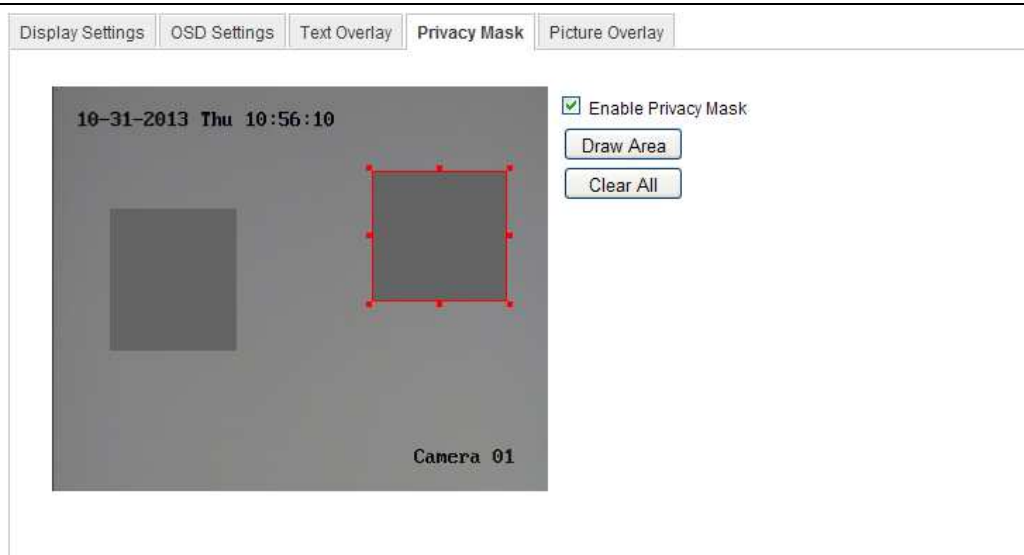 Display Settings OSD Settings Text Overlay Privacy Mask Picture Overlay
10-31-2013 Thu 10:56:10
Enable Privacy Mask
Draw Area
Clear All
Camera 01